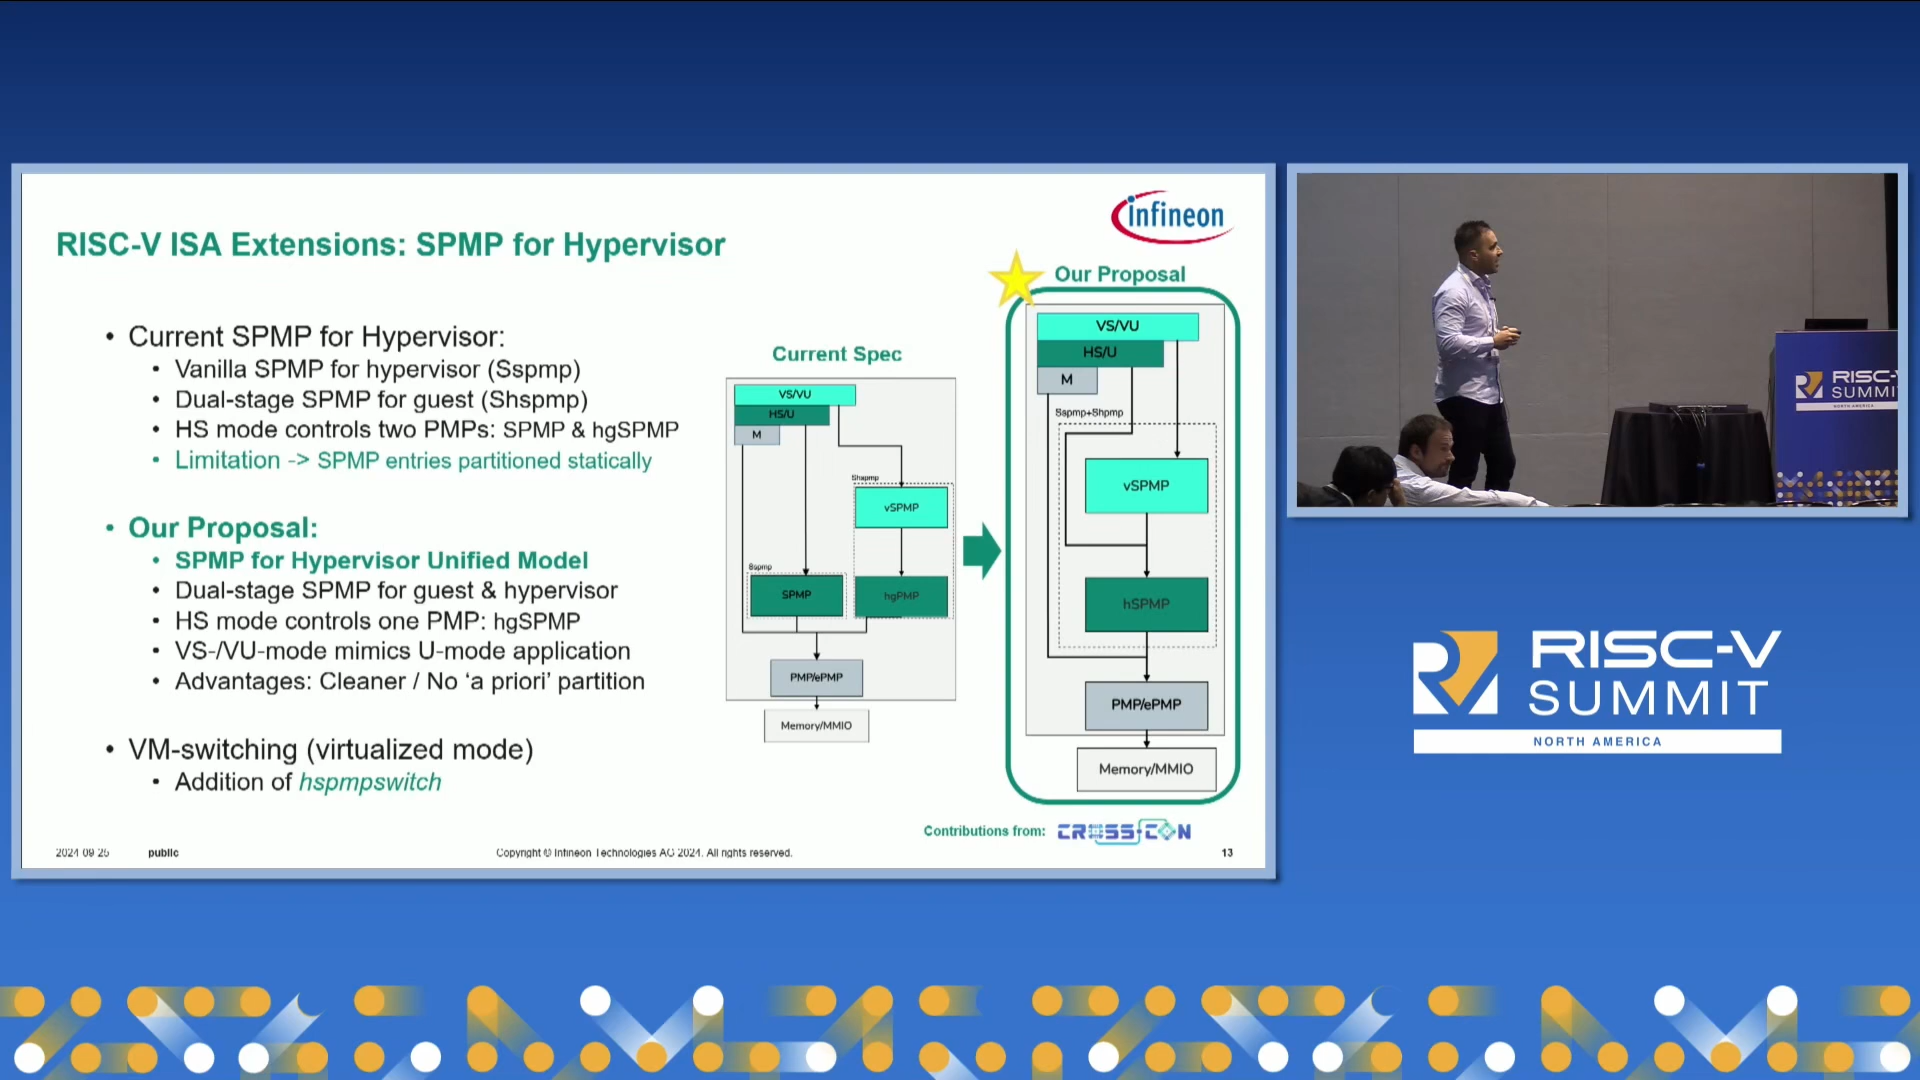 infineon
RISC-V ISA Extensions: SPMP for Hypervisor
• Current SPMP for Hypervisor:
• Vanilla SPMP for hypervisor (Sspmp)
• Dual-stage SPMP for guest (Shspmp)
• HS mode controls two PMPs: SPMP & hgSPMP
• Limitation -> SPMP entries partitioned statically
• Our Proposal:
• SPMP for Hypervisor Unified Model
• Dual-stage SPMP for guest & hypervisor
• HS mode controls one PMP: hgSPMP
• VS-/VU-mode mimics U-mode application
• Advantages: Cleaner / No ‘a priori’ partition
• VM-switching (virtualized mode)
• Addition of hspmpswitch
Current Spec
VS/VU
HS/U
M
Shspmp
vSPMP
Sspmp
SPMP
hgPMP
PMP/ePMP
Memory/MMIO
Our Proposal
VS/VU
HS/U
M
Sspmp+Shpmp
vSPMP
hSPMP
PMP/ePMP
Memory/MMIO
Contributions from: CROSSCON
2024-09-25
public
Copyright © Infineon Technologies AG 2024. All rights reserved.
13
RISC-V
SUMMIT
NORTH AMERICA
RISC-V
SUMMIT
NORTH AMERICA